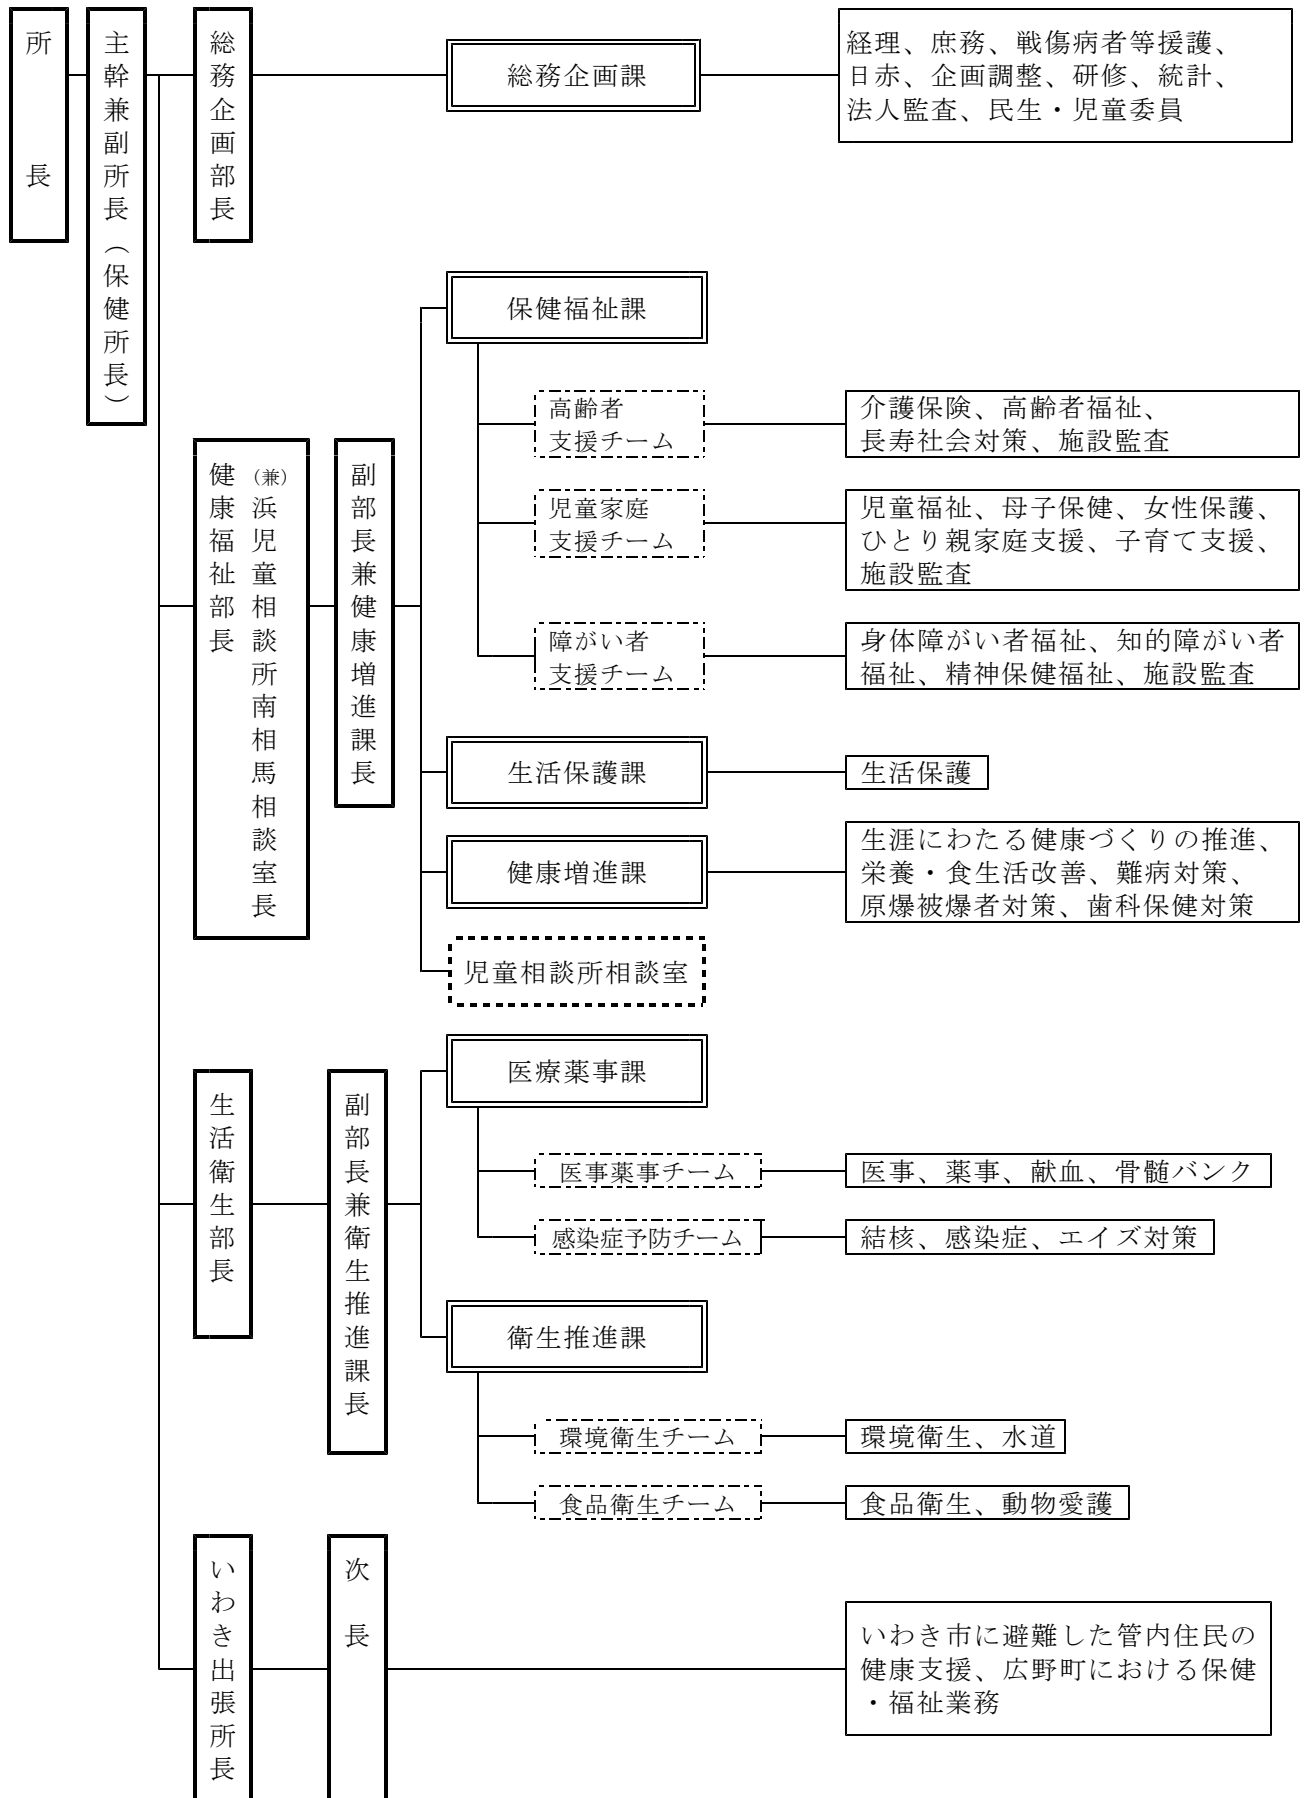 所長
主幹兼副所長（保健所長）
総務企画部長
総務企画課
経理、庶務、戦傷病者等援護、
日赤、企画調整、研修、統計、
法人監査、民生・児童委員
健康福祉部長
（兼）浜児童相談所南相馬相談室長
副部長兼健康増進課長
保健福祉課
高齢者
支援チーム
介護保険、高齢者福祉、
長寿社会対策、施設監査
児童家庭
支援チーム
児童福祉、母子保健、女性保護、
ひとり親家庭支援、子育て支援、
施設監査
障がい者
支援チーム
身体障がい者福祉、知的障がい者
福祉、精神保健福祉、施設監査
生活保護課
生活保護
健康増進課
生涯にわたる健康づくりの推進、
栄養・食生活改善、難病対策、
原爆被爆者対策、歯科保健対策
児童相談所相談室
生活衛生部長
副部長兼衛生推進課長
医療薬事課
医事薬事チーム
医事、薬事、献血、骨髄バンク
感染症予防チーム
結核、感染症、エイズ対策
衛生推進課
環境衛生チーム
環境衛生、水道
食品衛生チーム
食品衛生、動物愛護
いわき出張所長
次長
いわき市に避難した管内住民の
健康支援、広野町における保健
・福祉業務